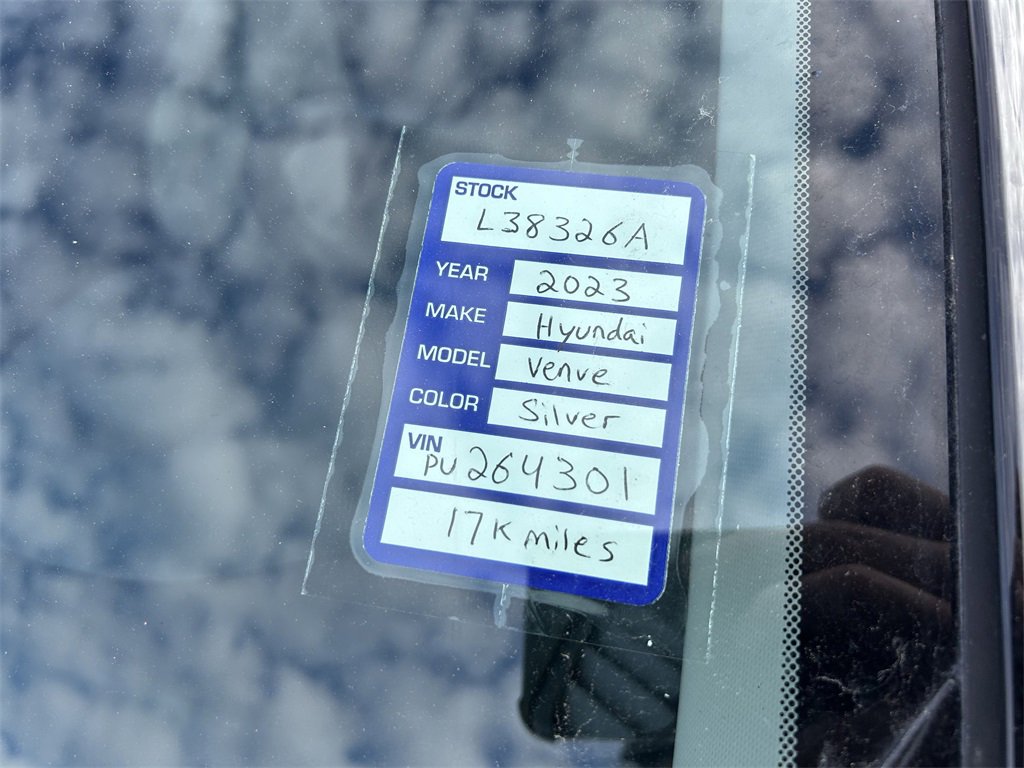 STOCK
L38326A
YEAR 2023
MAKE Hyundai
MODEL Venve
COLOR Silver
VIN
PU264301
17K miles